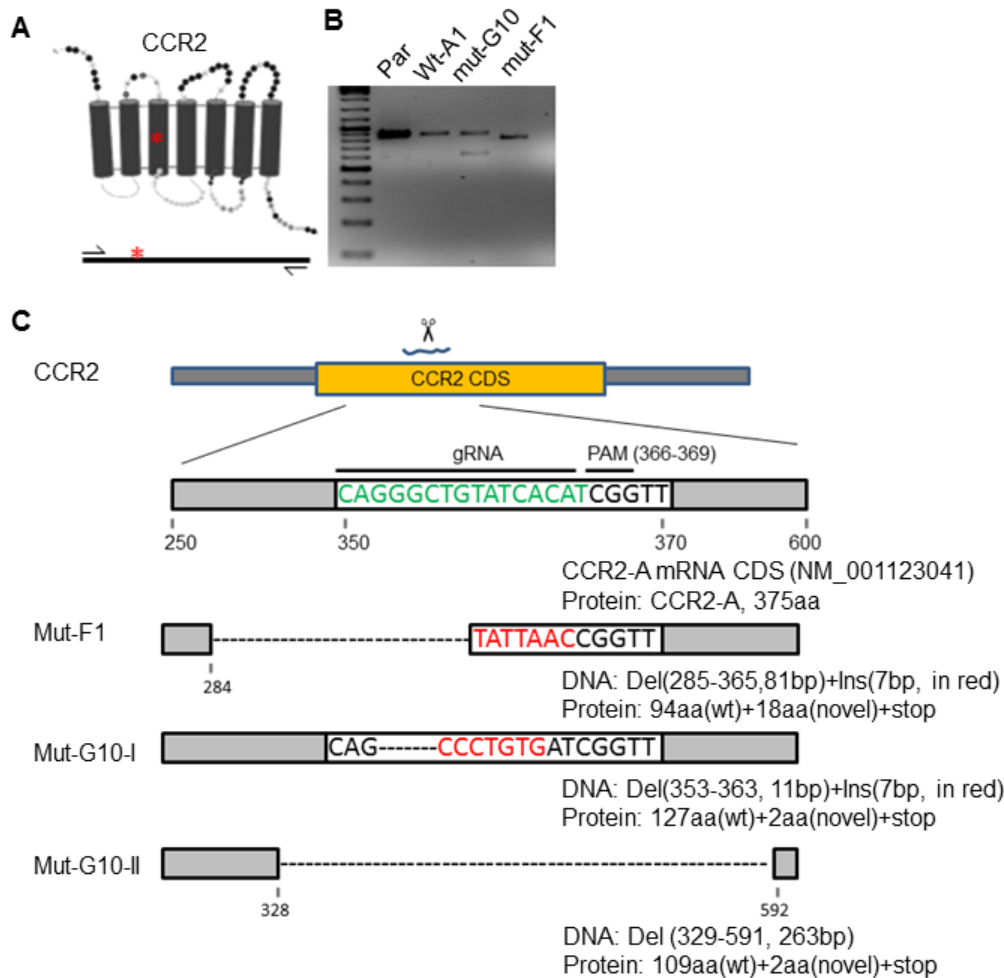 A
CCR2
*
*
B
Par
Wt-A1
mut-G10
mut-F1
C
CCR2
CCR2 CDS
gRNA
PAM (366-369)
CAGGGCTGTATCACATCGGTT
250
350
370
600
CCR2-A mRNA CDS (NM_001123041)
Protein: CCR2-A, 375aa
Mut-F1
TATTAACCGGTT
284
DNA: Del(285-365,81bp)+Ins(7bp, in red)
Protein: 94aa(wt)+18aa(novel)+stop
Mut-G10-I
CAG-------CCCTGTGATCGGTT
DNA: Del(353-363, 11bp)+Ins(7bp, in red)
Protein: 127aa(wt)+2aa(novel)+stop
Mut-G10-II
328
592
DNA: Del (329-591, 263bp)
Protein: 109aa(wt)+2aa(novel)+stop